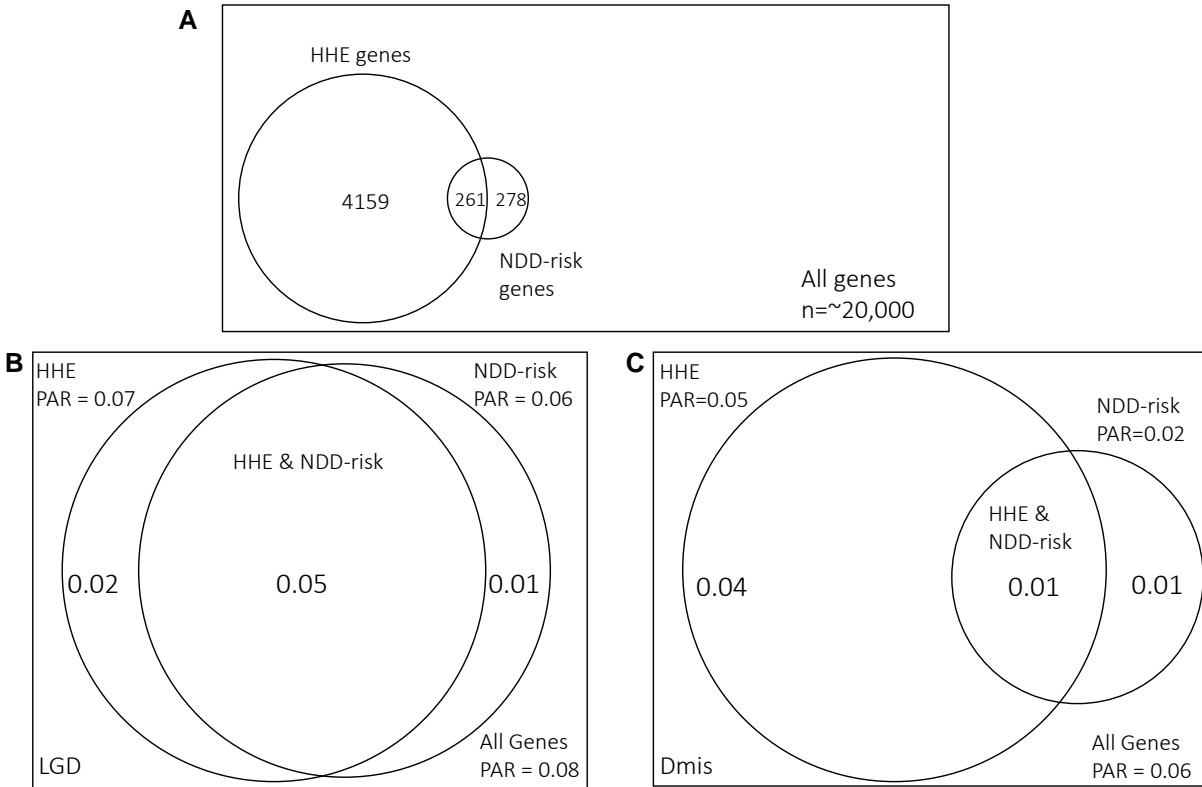 A
HHE genes
4159
261
278
NDD-risk
genes
All genes
n=~20,000
B
HHE
PAR = 0.07
NDD-risk
PAR = 0.06
HHE & NDD-risk
0.02
0.05
0.01
All Genes
PAR = 0.08
LGD
C
HHE
PAR=0.05
NDD-risk
PAR=0.02
HHE &
NDD-risk
0.04
0.01
0.01
All Genes
PAR = 0.06
Dmis